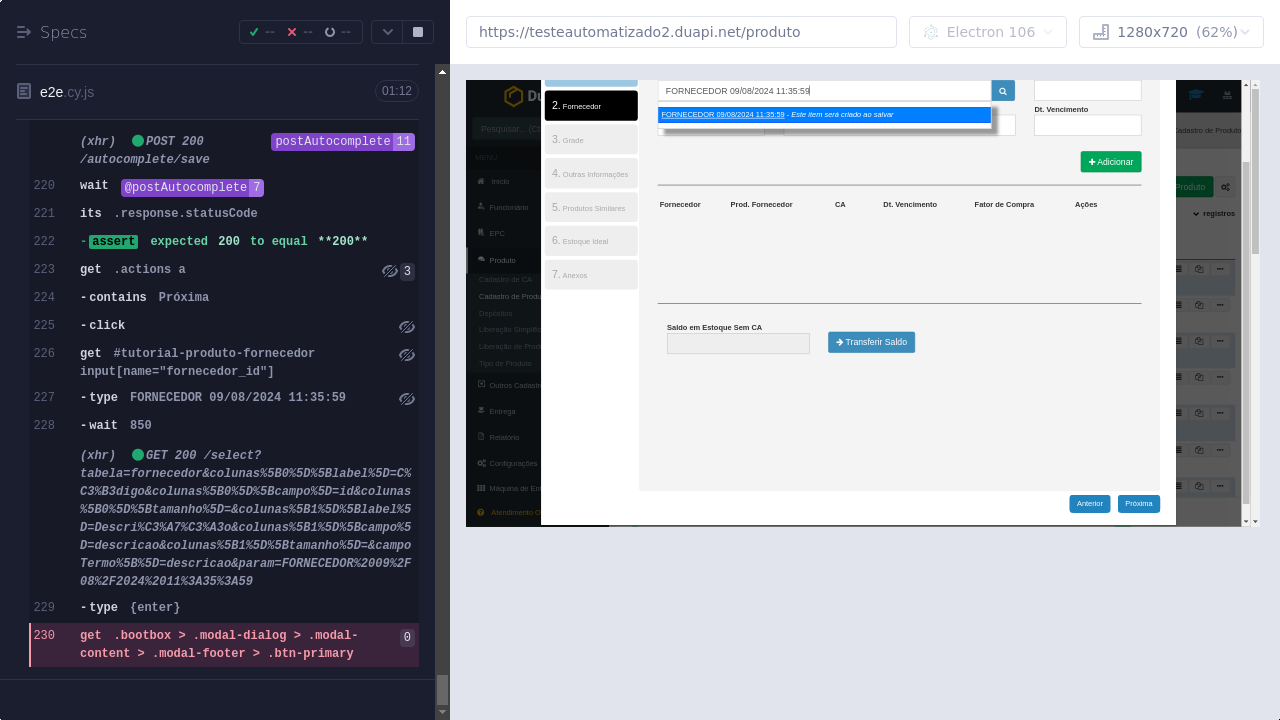 Specs
--
--
--
https://testeautomatizado2.duapi.net/produto
Electron 106
1280x720 (62%)
e2e.cy.js
01:12
(xhr) POST 200 /autocomplete/save
postAutocomplete 11
220 wait @postAutocomplete 7
221 its .response.statusCode
222 -assert expected 200 to equal **200**
223 get .actions a 3
224 -contains Próxima
225 -click
226 get #tutorial-produto-fornecedor
input[name="fornecedor_id"]
227 -type FORNECEDOR 09/08/2024 11:35:59
228 -wait 850
(xhr) GET 200 /select?
tabela=fornecedor&colunas%5B0%5D%5Blabel%5D=C%
C3%B3digo&colunas%5B0%5D%5Bcampo%5D=id&colunas
%5B0%5D%5Btamanho%5D=&colunas%5B1%5D%5Blabel%5
D=Descri%C3%A7%C3%A3o&colunas%5B1%5D%5Bcampo%5
D=descricao&colunas%5B1%5D%5Btamanho%5D=&campo
Termo%5B%5D=descricao&param=FORNECEDOR%2009%2F
08%2F2024%2011%3A35%3A59
229 -type {enter}
230 get .bootbox > .modal-dialog > .modal-
content > .modal-footer > .btn-primary
0
Du
Pesquisar... (C
MENU
Início
Funcionário
EPC
Produto
Cadastro de CA
Cadastro de Produ
Depósitos
Liberação Simplific
Tipo de Produto
Outros Cadastr
Entrega
Relatório
Configurações
Máquina de En
Atendimento O
2. Fornecedor
3. Grade
4. Outras Informações
5. Produtos Similares
6. Estoque Ideal
7. Anexos
FORNECEDOR 09/08/2024 11:35:59
FORNECEDOR 09/08/2024 11:35:59 - Este item será criado ao salvar
Dt. Vencimento
Adicionar
Fornecedor Prod. Fornecedor CA Dt. Vencimento Fator de Compra Ações
Saldo em Estoque Sem CA
Transferir Saldo
Anterior
Próxima
Cadastro de Produto
Produto
registros